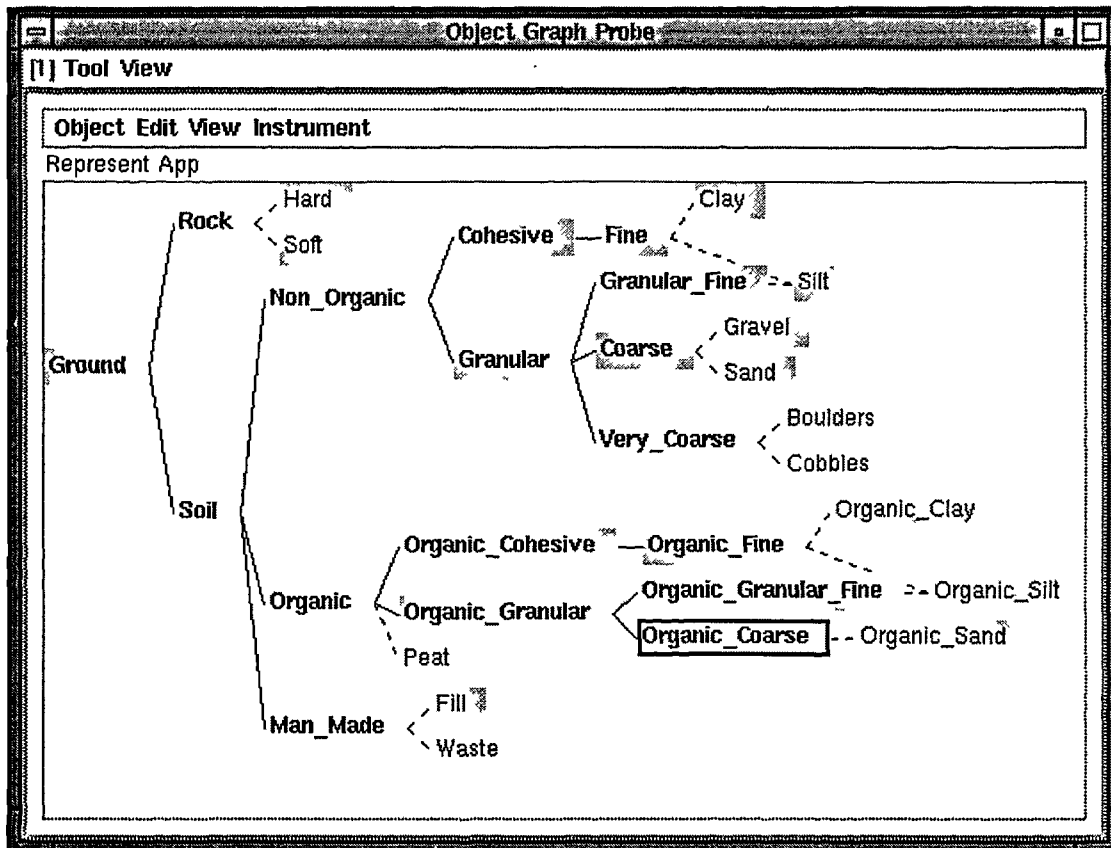 Object Graph Probe
[1] Tool View
Object Edit View Instrument
Represent App
Hard
Clay
Rock
Cohesive
Fine
Soft
Granular_Fine
Silt
Non_Organic
Gravel
Coarse
Ground
Granular
Sand
Boulders
Very_Coarse
Cobbles
Soil
Organic_Clay
Organic_Cohesive
Organic_Fine
Organic_Granular_Fine
Organic_Silt
Organic
Organic_Granular
Organic_Coarse
Organic_Sand
Peat
Fill
Man_Made
Waste